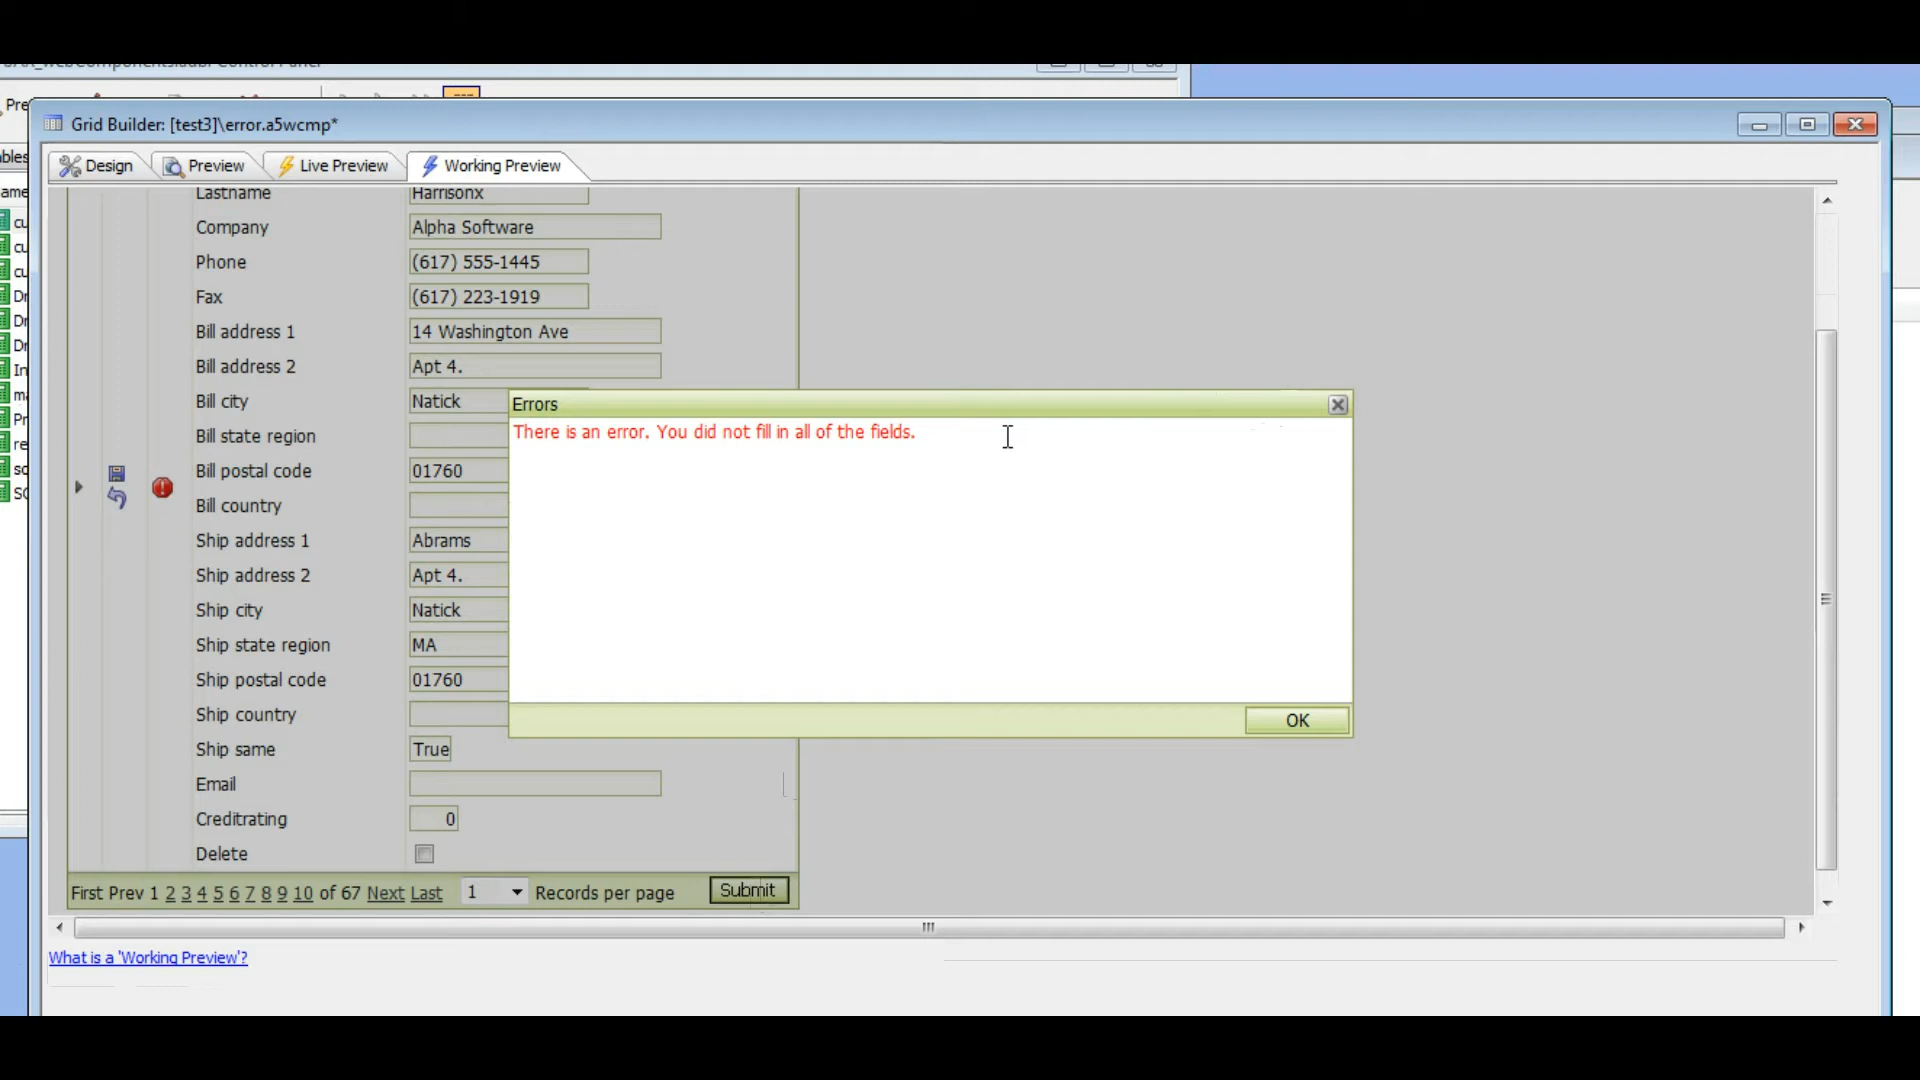 Pre
Grid Builder: [test3]\error.a5wcmp*
Design Preview Live Preview Working Preview
Lastname Harrisonx
Company Alpha Software
Phone (617) 555-1445
Fax (617) 223-1919
Bill address 1 14 Washington Ave
Bill address 2 Apt 4.
Bill city Natick
Errors
There is an error. You did not fill in all of the fields.
Bill state region
Bill postal code 01760
Bill country
Ship address 1 Abrams
Ship address 2 Apt 4.
Ship city Natick
Ship state region MA
Ship postal code 01760
Ship country
OK
Ship same True
Email
Creditrating 0
Delete
First Prev 1 2 3 4 5 6 7 8 9 10 of 67 Next Last 1 Records per page Submit
What is a 'Working Preview'?